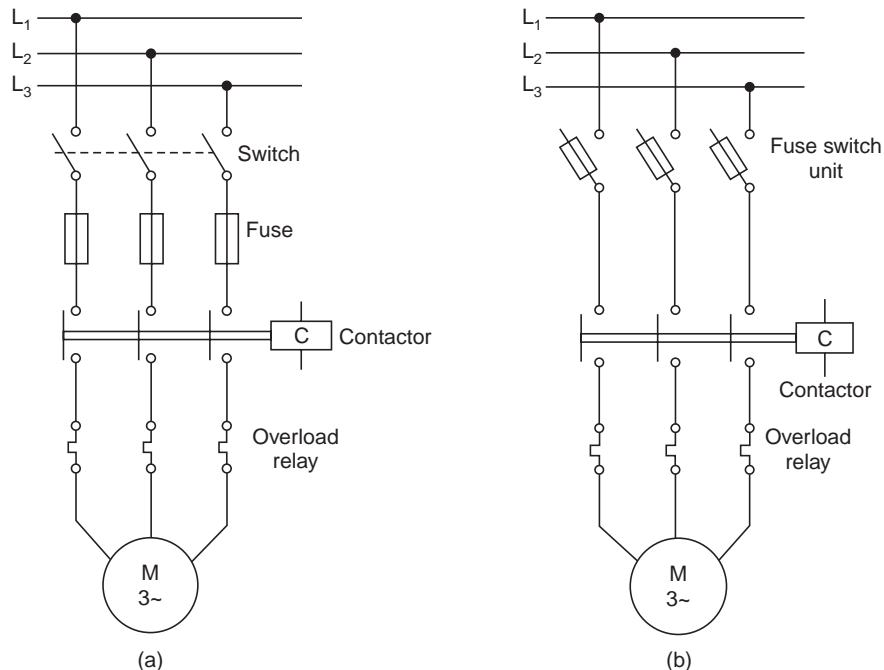 L₁
L₂
L₃
Switch
Fuse
C
Contactor
Overload
relay
M
3~
(a)
L₁
L₂
L₃
Fuse switch
unit
C
Contactor
Overload
relay
M
3~
(b)